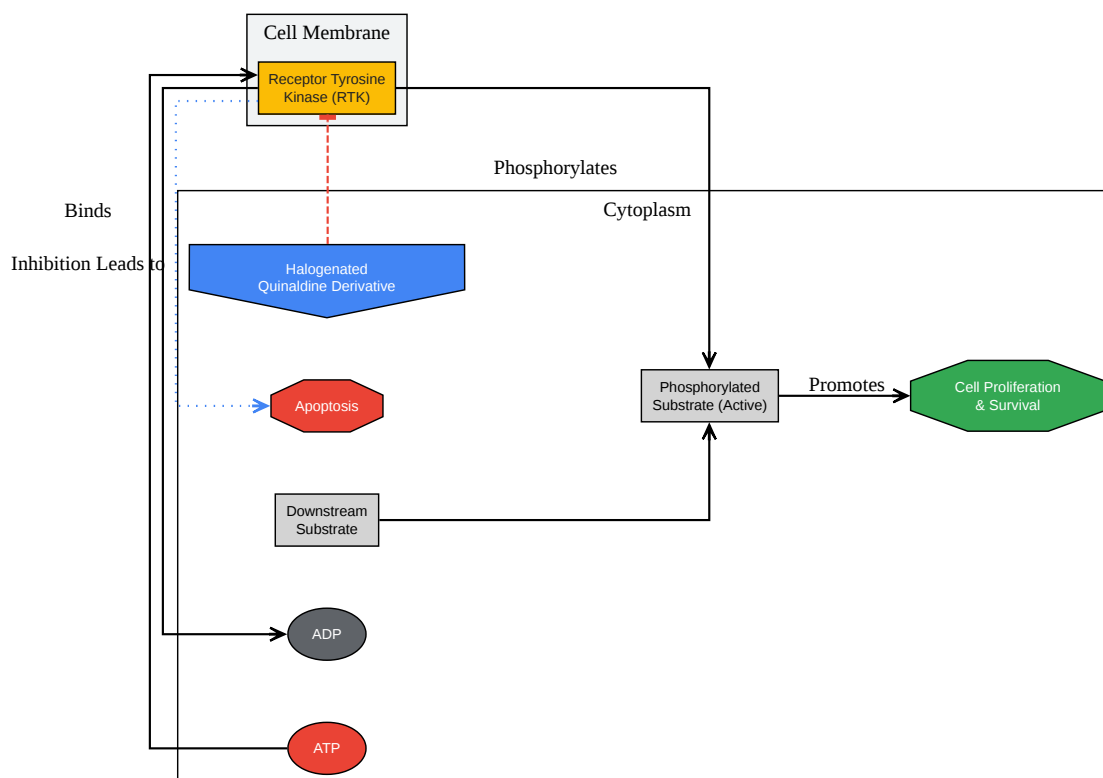 Cell Membrane
Receptor Tyrosine
Kinase (RTK)
Phosphorylates
Binds
Cytoplasm
Inhibition Leads to
Halogenated
Quinaldine Derivative
Apoptosis
Phosphorylated
Substrate (Active)
Promotes
Cell Proliferation
& Survival
Downstream
Substrate
ADP
ATP